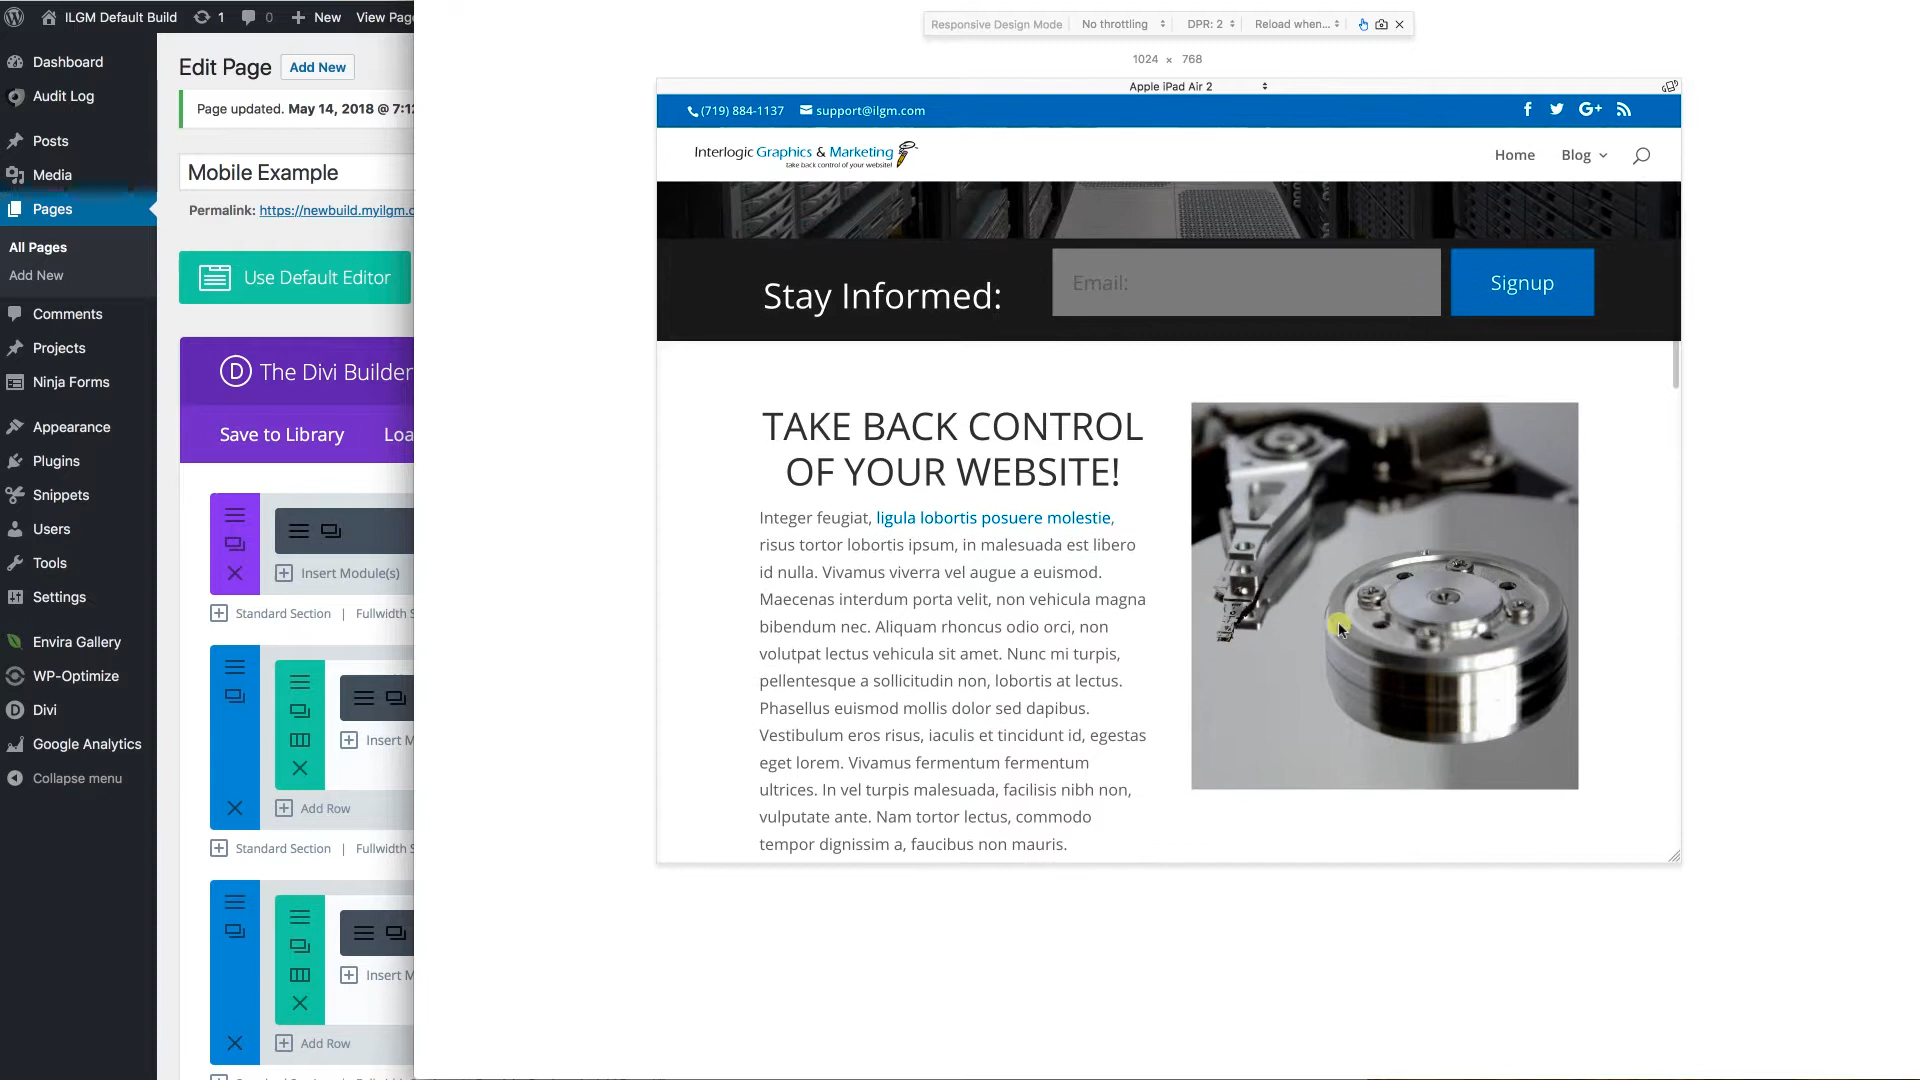 ILGM Default Build 1 0 New View Page
Dashboard
Audit Log
Posts
Media
Pages
All Pages
Add New
Comments
Projects
Ninja Forms
Appearance
Plugins
Snippets
Users
Tools
Settings
Envira Gallery
WP-Optimize
Divi
Google Analytics
Collapse menu
Edit Page Add New
Page updated. May 14, 2018 @ 7:12
Mobile Example
Permalink: https://newbuild.myilgm.c
Use Default Editor
The Divi Builder
Save to Library Loa
Insert Module(s)
Standard Section | Fullwidth S
Insert M
Add Row
Standard Section | Fullwidth S
Insert M
Add Row
Responsive Design Mode No throttling DPR: 2 Reload when...
1024 × 768
Apple iPad Air 2
(719) 884-1137 support@ilgm.com
Interlogic Graphics & Marketing
take back control of your website!
Home Blog
Stay Informed: Email: Signup
TAKE BACK CONTROL
OF YOUR WEBSITE!
Integer feugiat, ligula lobortis posuere molestie,
risus tortor lobortis ipsum, in malesuada est libero
id nulla. Vivamus viverra vel augue a euismod.
Maecenas interdum porta velit, non vehicula magna
bibendum nec. Aliquam rhoncus odio orci, non
volutpat lectus vehicula sit amet. Nunc mi turpis,
pellentesque a sollicitudin non, lobortis at lectus.
Phasellus euismod mollis dolor sed dapibus.
Vestibulum eros risus, iaculis et tincidunt id, egestas
eget lorem. Vivamus fermentum fermentum
ultrices. In vel turpis malesuada, facilisis nibh non,
vulputate ante. Nam tortor lectus, commodo
tempor dignissim a, faucibus non mauris.